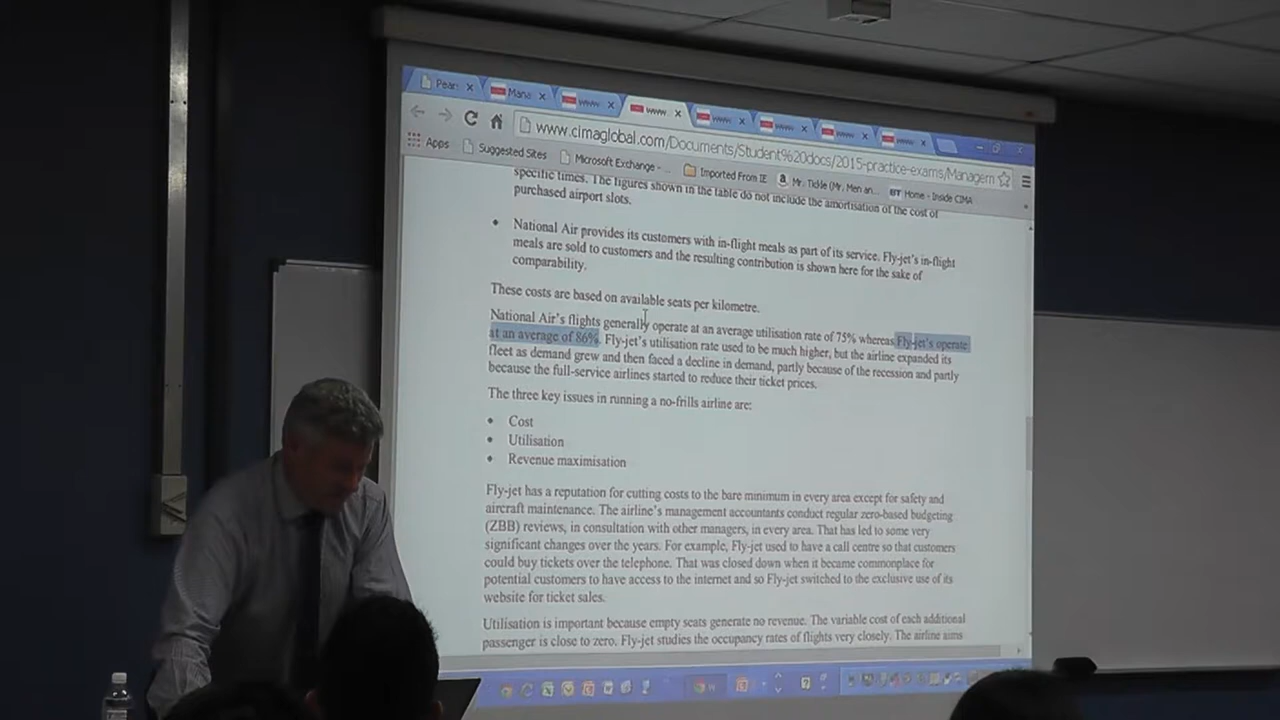 Pears
Mana
www.
www
www.
www.
www.
www.
www.cimaglobal.com/Documents/Student%20docs/2015-practice-exams/Managem
Apps
Suggested Sites
Microsoft Exchange - ...
Imported From IE
Mr. Tickle (Mr. Men an...
BT Home - Inside CIMA
specific times. The figures shown in the table do not include the amortisation of the cost of
purchased airport slots.
• National Air provides its customers with in-flight meals as part of its service. Fly-jet's in-flight
meals are sold to customers and the resulting contribution is shown here for the sake of
comparability.
These costs are based on available seats per kilometre.
National Air's flights generally operate at an average utilisation rate of 75% whereas Fly-jet's operate
at an average of 86%. Fly-jet's utilisation rate used to be much higher, but the airline expanded its
fleet as demand grew and then faced a decline in demand, partly because of the recession and partly
because the full-service airlines started to reduce their ticket prices.
The three key issues in running a no-frills airline are:
• Cost
• Utilisation
• Revenue maximisation
Fly-jet has a reputation for cutting costs to the bare minimum in every area except for safety and
aircraft maintenance. The airline's management accountants conduct regular zero-based budgeting
(ZBB) reviews, in consultation with other managers, in every area. That has led to some very
significant changes over the years. For example, Fly-jet used to have a call centre so that customers
could buy tickets over the telephone. That was closed down when it became commonplace for
potential customers to have access to the internet and so Fly-jet switched to the exclusive use of its
website for ticket sales.
Utilisation is important because empty seats generate no revenue. The variable cost of each additional
passenger is close to zero. Fly-jet studies the occupancy rates of flights very closely. The airline aims